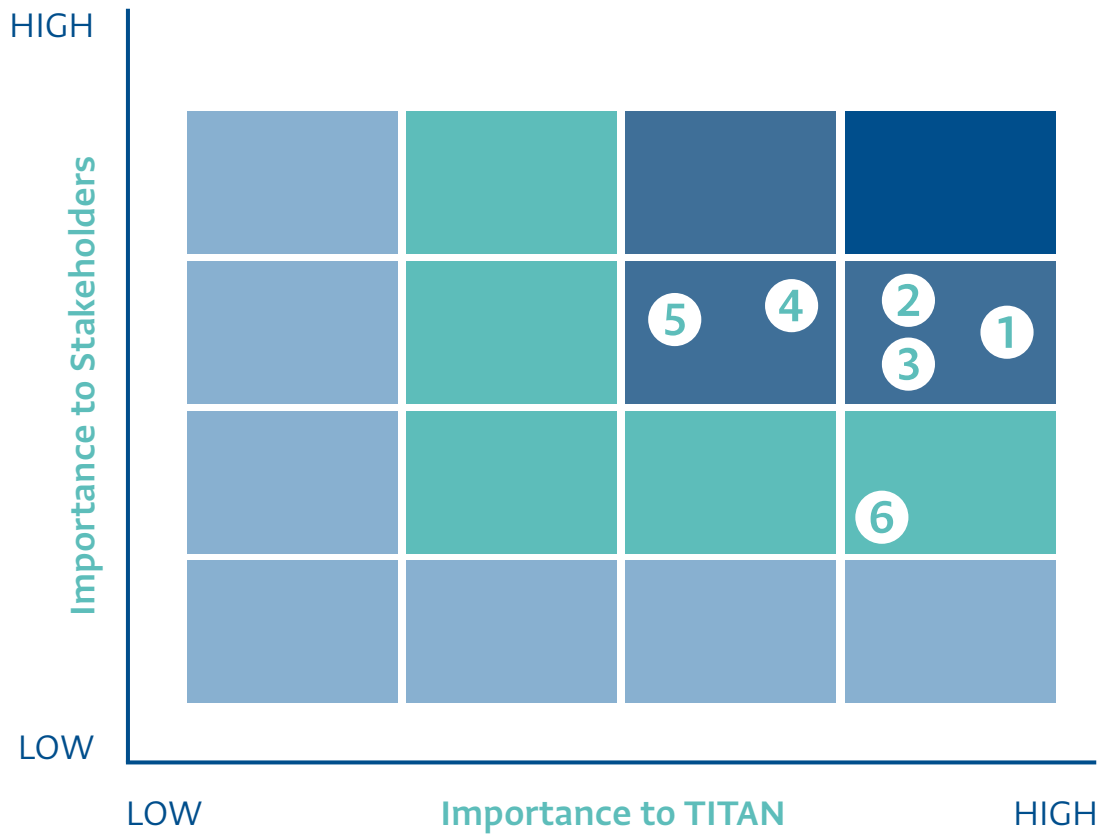 HIGH
Importance to Stakeholders
2
4
5
1
3
6
LOW
LOW
Importance to TITAN
HIGH